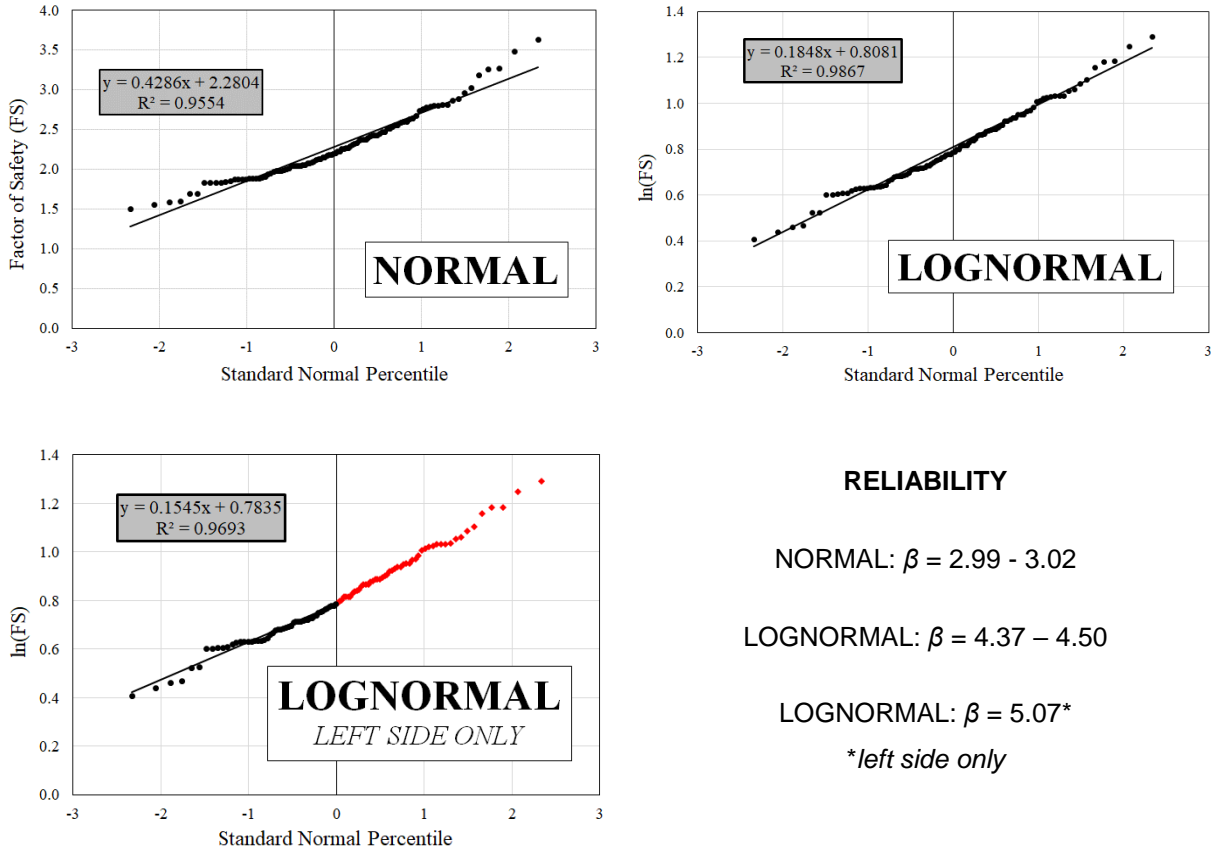 4.0
3.5
3.0
2.5
2.0
1.5
1.0
0.5
0.0
Factor of Safety (FS)
y = 0.4286x + 2.2804
R² = 0.9554
NORMAL
-3
-2
-1
0
1
2
3
Standard Normal Percentile
1.4
1.2
1.0
0.8
0.6
0.4
0.2
0.0
ln(FS)
y = 0.1848x + 0.8081
R² = 0.9867
LOGNORMAL
-3
-2
-1
0
1
2
3
Standard Normal Percentile
1.4
1.2
1.0
0.8
0.6
0.4
0.2
0.0
ln(FS)
y = 0.1545x + 0.7835
R² = 0.9693
LOGNORMAL
LEFT SIDE ONLY
-3
-2
-1
0
1
2
3
Standard Normal Percentile
RELIABILITY
NORMAL: β = 2.99 - 3.02
LOGNORMAL: β = 4.37 – 4.50
LOGNORMAL: β = 5.07*
*left side only